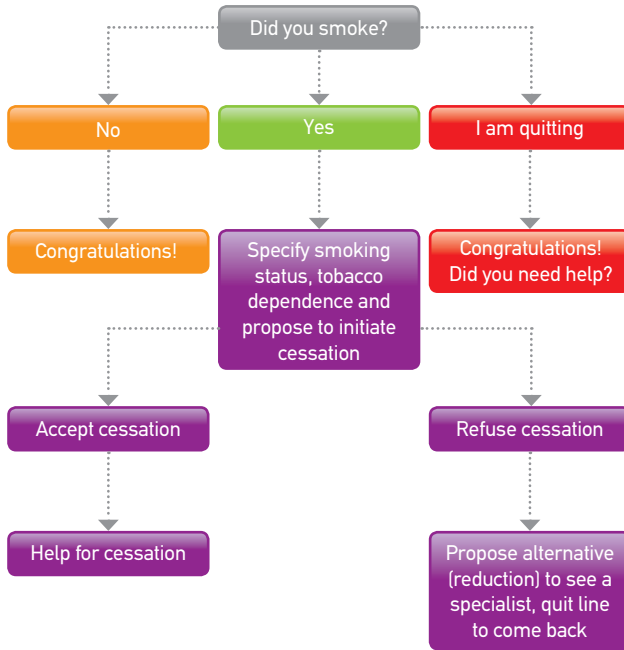 Did you smoke?
No
Yes
I am quitting
Congratulations!
Specify smoking
status, tobacco
dependence and
propose to initiate
cessation
Congratulations!
Did you need help?
Accept cessation
Refuse cessation
Help for cessation
Propose alternative
(reduction) to see a
specialist, quit line
to come back